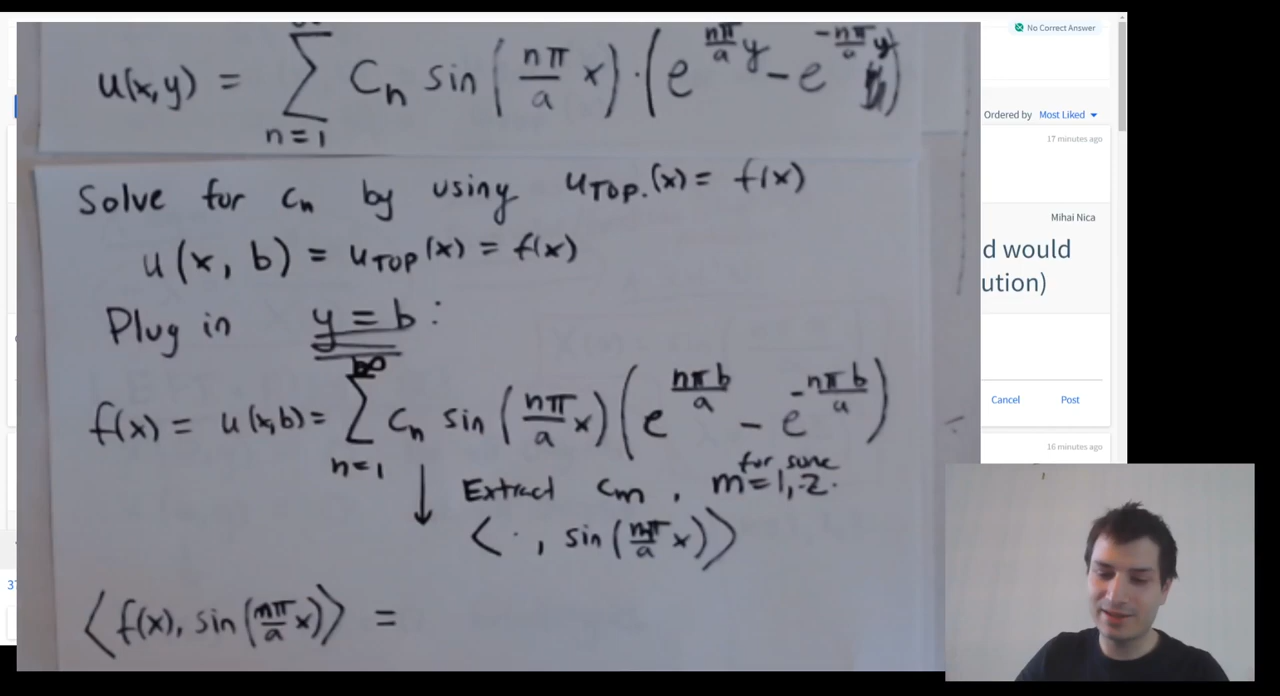 No Correct Answer
u(x,y) = ∑ n=1 Cn sin(nπ/a x)·(e^(nπ/a y) − e^(−nπ/a y))
Ordered by Most Liked
17 minutes ago
Solve for cn by using uTOP.(x) = f(x)
Mihai Nica
u(x, b) = uTOP(x) = f(x)
d would
ution)
Plug in y = b :
f(x) = u(x,b) = ∑ n=1 ∞ cn sin(nπ/a x)(e^(nπb/a) − e^(−nπb/a))
Cancel Post
↓ Extract cm , for some m=1,2.
16 minutes ago
⟨ · , sin(mπ/a x)⟩
37
⟨f(x), sin(mπ/a x)⟩ =